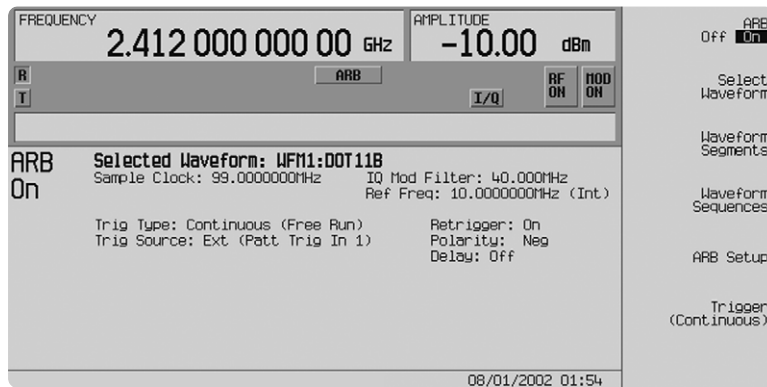 FREQUENCY
2.412 000 000 00 GHz
AMPLITUDE
-10.00 dBm
R
T
ARB
I/Q
RF ON
MOD ON
ARB On
Selected Waveform: WFM1:DOT11B
Sample Clock: 99.0000000MHz IQ Mod Filter: 40.000MHz
Ref Freq: 10.0000000MHz (Int)
Trig Type: Continuous (Free Run) Retrigger: On
Trig Source: Ext (Patt Trig In 1) Polarity: Neg
Delay: Off
08/01/2002 01:54
ARB
Off On
Select
Waveform
Waveform
Segments
Waveform
Sequences
ARB Setup
Trigger
(Continuous)